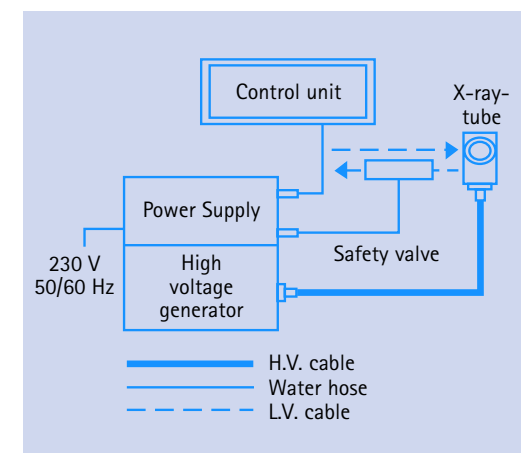 Control unit
X-ray-
tube
Power Supply
Safety valve
230 V
50/60 Hz
High
voltage
generator
H.V. cable
Water hose
L.V. cable